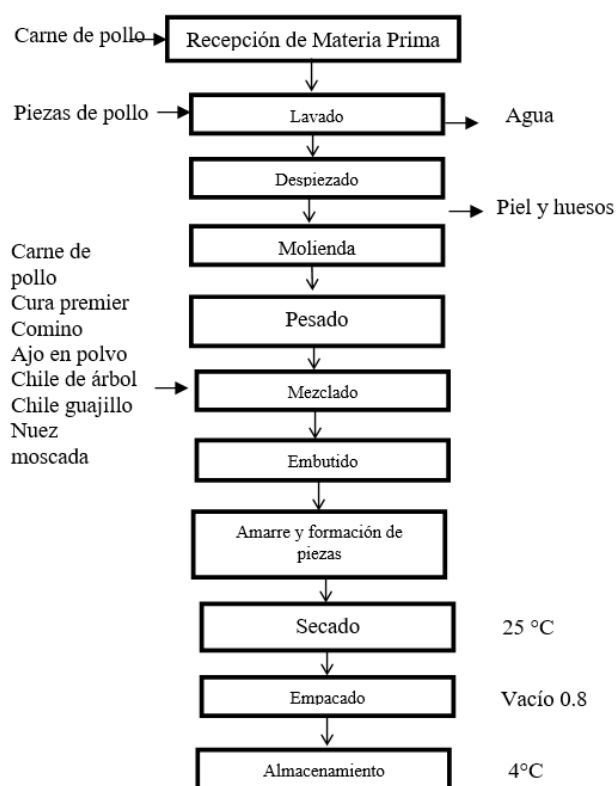 Carne de pollo
Recepción de Materia Prima
Piezas de pollo
Lavado
Agua
Despiezado
Piel y huesos
Molienda
Carne de
pollo
Cura premier
Comino
Ajo en polvo
Chile de árbol
Chile guajillo
Nuez
moscada
Pesado
Mezclado
Embutido
Amarre y formación de
piezas
Secado
25 °C
Empacado
Vacío 0.8
Almacenamiento
4°C